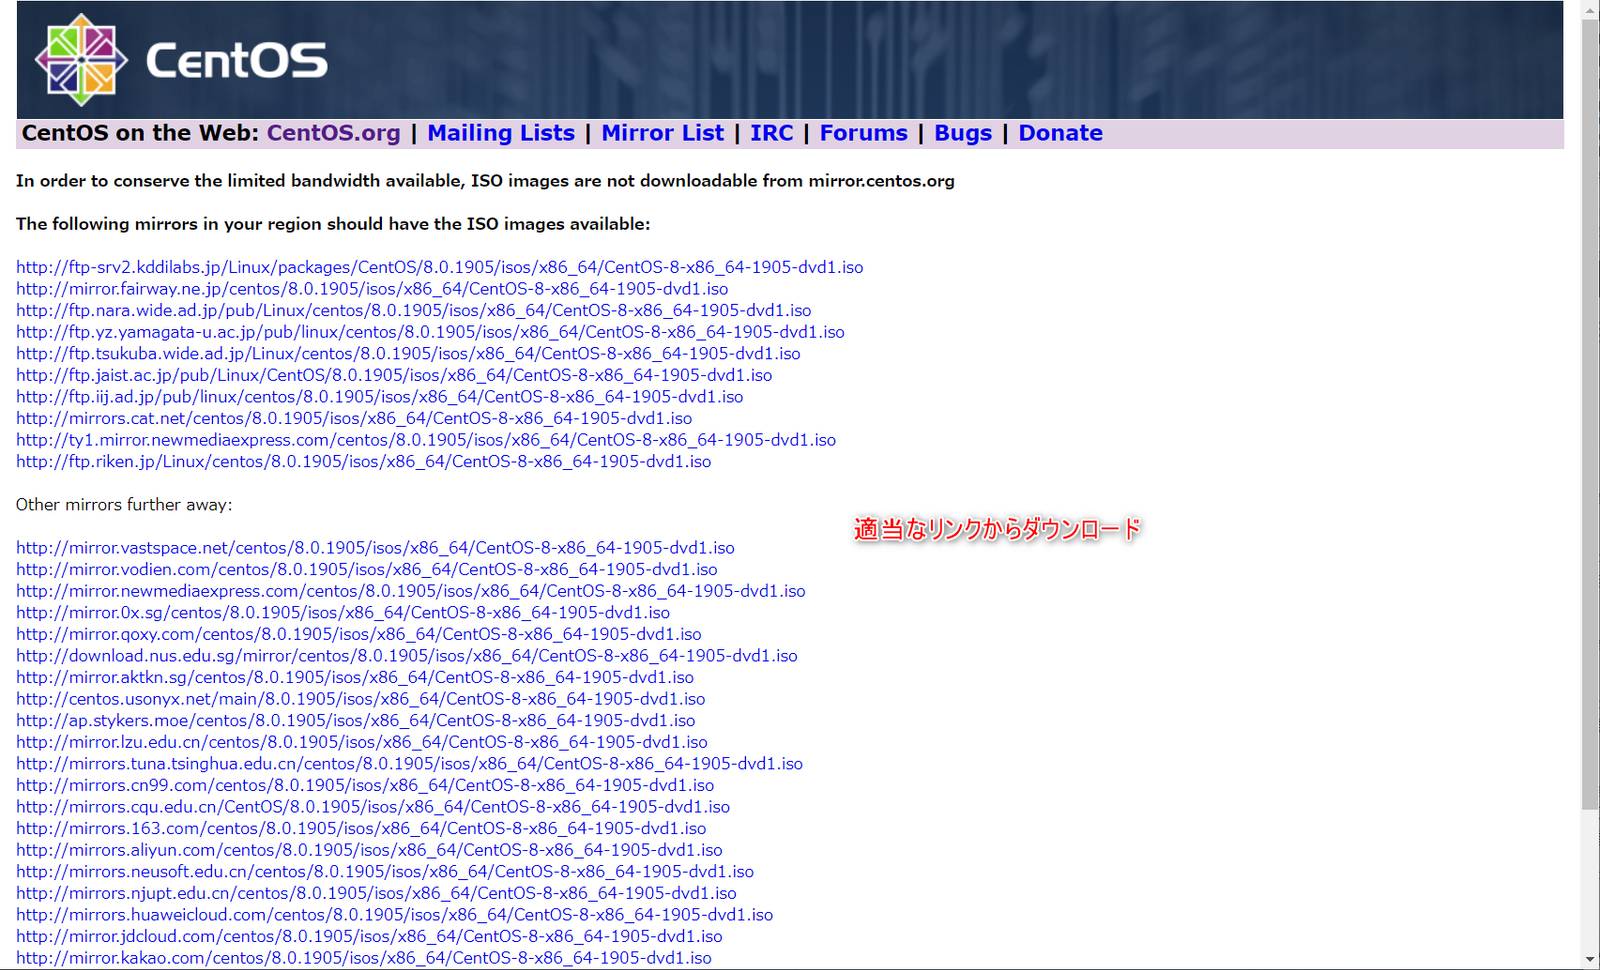 CentOS
CentOS on the Web: CentOS.org | Mailing Lists | Mirror List | IRC | Forums | Bugs | Donate
In order to conserve the limited bandwidth available, ISO images are not downloadable from mirror.centos.org
The following mirrors in your region should have the ISO images available:
http://ftp-srv2.kddilabs.jp/Linux/packages/CentOS/8.0.1905/isos/x86_64/CentOS-8-x86_64-1905-dvd1.iso
http://mirror.fairway.ne.jp/centos/8.0.1905/isos/x86_64/CentOS-8-x86_64-1905-dvd1.iso
http://ftp.nara.wide.ad.jp/pub/Linux/centos/8.0.1905/isos/x86_64/CentOS-8-x86_64-1905-dvd1.iso
http://ftp.yz.yamagata-u.ac.jp/pub/linux/centos/8.0.1905/isos/x86_64/CentOS-8-x86_64-1905-dvd1.iso
http://ftp.tsukuba.wide.ad.jp/Linux/centos/8.0.1905/isos/x86_64/CentOS-8-x86_64-1905-dvd1.iso
http://ftp.jaist.ac.jp/pub/Linux/CentOS/8.0.1905/isos/x86_64/CentOS-8-x86_64-1905-dvd1.iso
http://ftp.iij.ad.jp/pub/linux/centos/8.0.1905/isos/x86_64/CentOS-8-x86_64-1905-dvd1.iso
http://mirrors.cat.net/centos/8.0.1905/isos/x86_64/CentOS-8-x86_64-1905-dvd1.iso
http://ty1.mirror.newmediaexpress.com/centos/8.0.1905/isos/x86_64/CentOS-8-x86_64-1905-dvd1.iso
http://ftp.riken.jp/Linux/centos/8.0.1905/isos/x86_64/CentOS-8-x86_64-1905-dvd1.iso
Other mirrors further away:
適当なリンクからダウンロード
http://mirror.vastspace.net/centos/8.0.1905/isos/x86_64/CentOS-8-x86_64-1905-dvd1.iso
http://mirror.vodien.com/centos/8.0.1905/isos/x86_64/CentOS-8-x86_64-1905-dvd1.iso
http://mirror.newmediaexpress.com/centos/8.0.1905/isos/x86_64/CentOS-8-x86_64-1905-dvd1.iso
http://mirror.0x.sg/centos/8.0.1905/isos/x86_64/CentOS-8-x86_64-1905-dvd1.iso
http://mirror.qoxy.com/centos/8.0.1905/isos/x86_64/CentOS-8-x86_64-1905-dvd1.iso
http://download.nus.edu.sg/mirror/centos/8.0.1905/isos/x86_64/CentOS-8-x86_64-1905-dvd1.iso
http://mirror.aktkn.sg/centos/8.0.1905/isos/x86_64/CentOS-8-x86_64-1905-dvd1.iso
http://centos.usonyx.net/main/8.0.1905/isos/x86_64/CentOS-8-x86_64-1905-dvd1.iso
http://ap.stykers.moe/centos/8.0.1905/isos/x86_64/CentOS-8-x86_64-1905-dvd1.iso
http://mirror.lzu.edu.cn/centos/8.0.1905/isos/x86_64/CentOS-8-x86_64-1905-dvd1.iso
http://mirrors.tuna.tsinghua.edu.cn/centos/8.0.1905/isos/x86_64/CentOS-8-x86_64-1905-dvd1.iso
http://mirrors.cn99.com/centos/8.0.1905/isos/x86_64/CentOS-8-x86_64-1905-dvd1.iso
http://mirrors.cqu.edu.cn/CentOS/8.0.1905/isos/x86_64/CentOS-8-x86_64-1905-dvd1.iso
http://mirrors.163.com/centos/8.0.1905/isos/x86_64/CentOS-8-x86_64-1905-dvd1.iso
http://mirrors.aliyun.com/centos/8.0.1905/isos/x86_64/CentOS-8-x86_64-1905-dvd1.iso
http://mirrors.neusoft.edu.cn/centos/8.0.1905/isos/x86_64/CentOS-8-x86_64-1905-dvd1.iso
http://mirrors.njupt.edu.cn/centos/8.0.1905/isos/x86_64/CentOS-8-x86_64-1905-dvd1.iso
http://mirrors.huaweicloud.com/centos/8.0.1905/isos/x86_64/CentOS-8-x86_64-1905-dvd1.iso
http://mirror.jdcloud.com/centos/8.0.1905/isos/x86_64/CentOS-8-x86_64-1905-dvd1.iso
http://mirror.kakao.com/centos/8.0.1905/isos/x86_64/CentOS-8-x86_64-1905-dvd1.iso